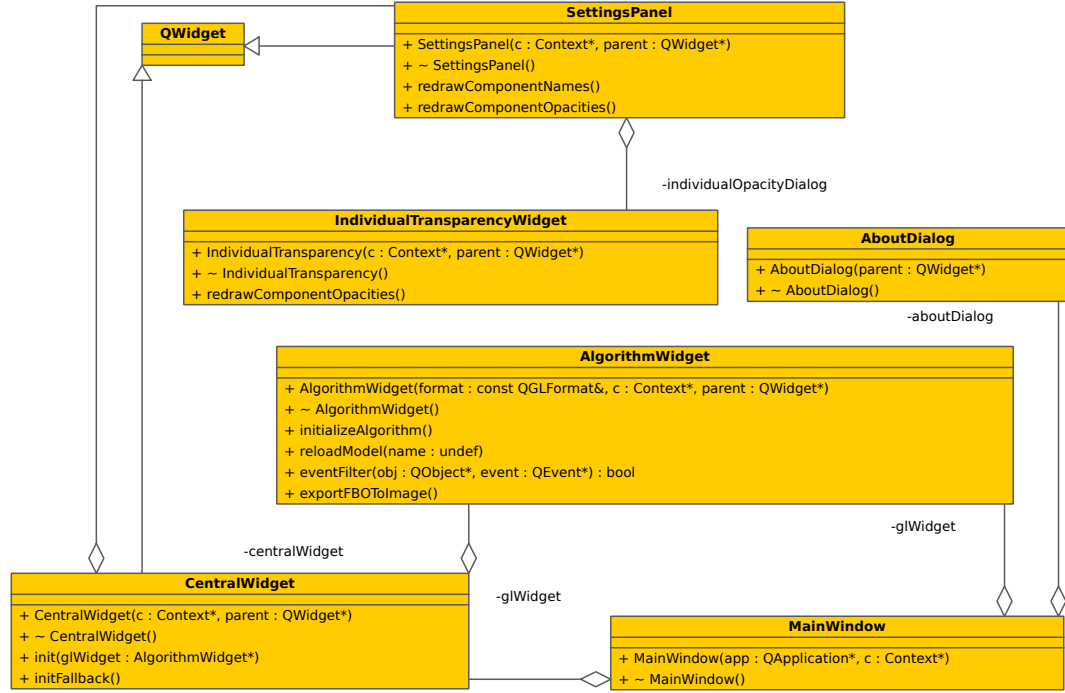 SettingsPanel
+ SettingsPanel(c : Context*, parent : QWidget*)
+ ~ SettingsPanel()
+ redrawComponentNames()
+ redrawComponentOpacities()
QWidget
-individualOpacityDialog
IndividualTransparencyWidget
+ IndividualTransparency(c : Context*, parent : QWidget*)
+ ~ IndividualTransparency()
+ redrawComponentOpacities()
AboutDialog
+ AboutDialog(parent : QWidget*)
+ ~ AboutDialog()
-aboutDialog
AlgorithmWidget
+ AlgorithmWidget(format : const QGLFormat&, c : Context*, parent : QWidget*)
+ ~ AlgorithmWidget()
+ initializeAlgorithm()
+ reloadModel(name : undef)
+ eventFilter(obj : QObject*, event : QEvent*) : bool
+ exportFBOToImage()
-glWidget
-centralWidget
CentralWidget
+ CentralWidget(c : Context*, parent : QWidget*)
+ ~ CentralWidget()
+ init(glWidget : AlgorithmWidget*)
+ initFallback()
-glWidget
MainWindow
+ MainWindow(app : QApplication*, c : Context*)
+ ~ MainWindow()